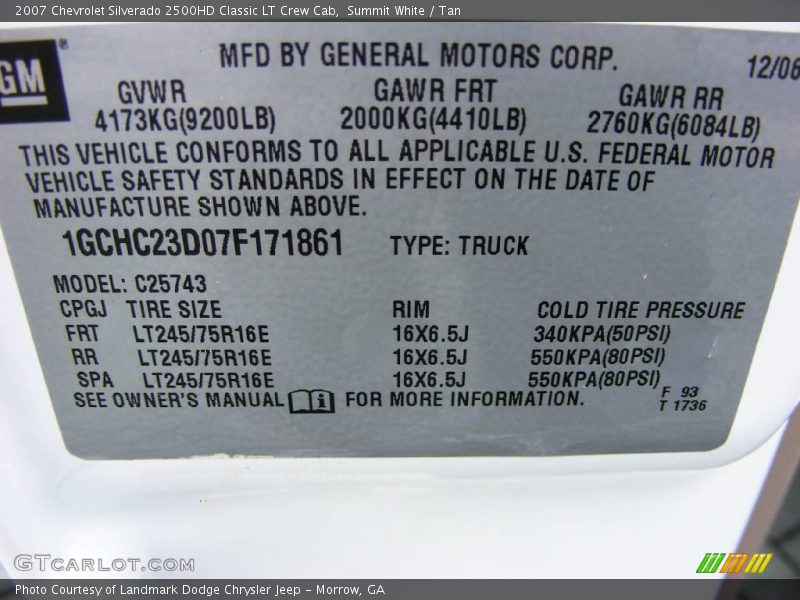 2007 Chevrolet Silverado 2500HD Classic LT Crew Cab, Summit White / Tan
GM ®
MFD BY GENERAL MOTORS CORP.
12/06
GVWR GAWR FRT GAWR RR
4173KG(9200LB) 2000KG(4410LB) 2760KG(6084LB)
THIS VEHICLE CONFORMS TO ALL APPLICABLE U.S. FEDERAL MOTOR
VEHICLE SAFETY STANDARDS IN EFFECT ON THE DATE OF
MANUFACTURE SHOWN ABOVE.
1GCHC23D07F171861 TYPE: TRUCK
MODEL: C25743
CPGJ TIRE SIZE RIM COLD TIRE PRESSURE
FRT LT245/75R16E 16X6.5J 340KPA(50PSI)
RR LT245/75R16E 16X6.5J 550KPA(80PSI)
SPA LT245/75R16E 16X6.5J 550KPA(80PSI)
SEE OWNER'S MANUAL i FOR MORE INFORMATION.
F 93
T 1736
GTCARLOT.COM
Photo Courtesy of Landmark Dodge Chrysler Jeep - Morrow, GA